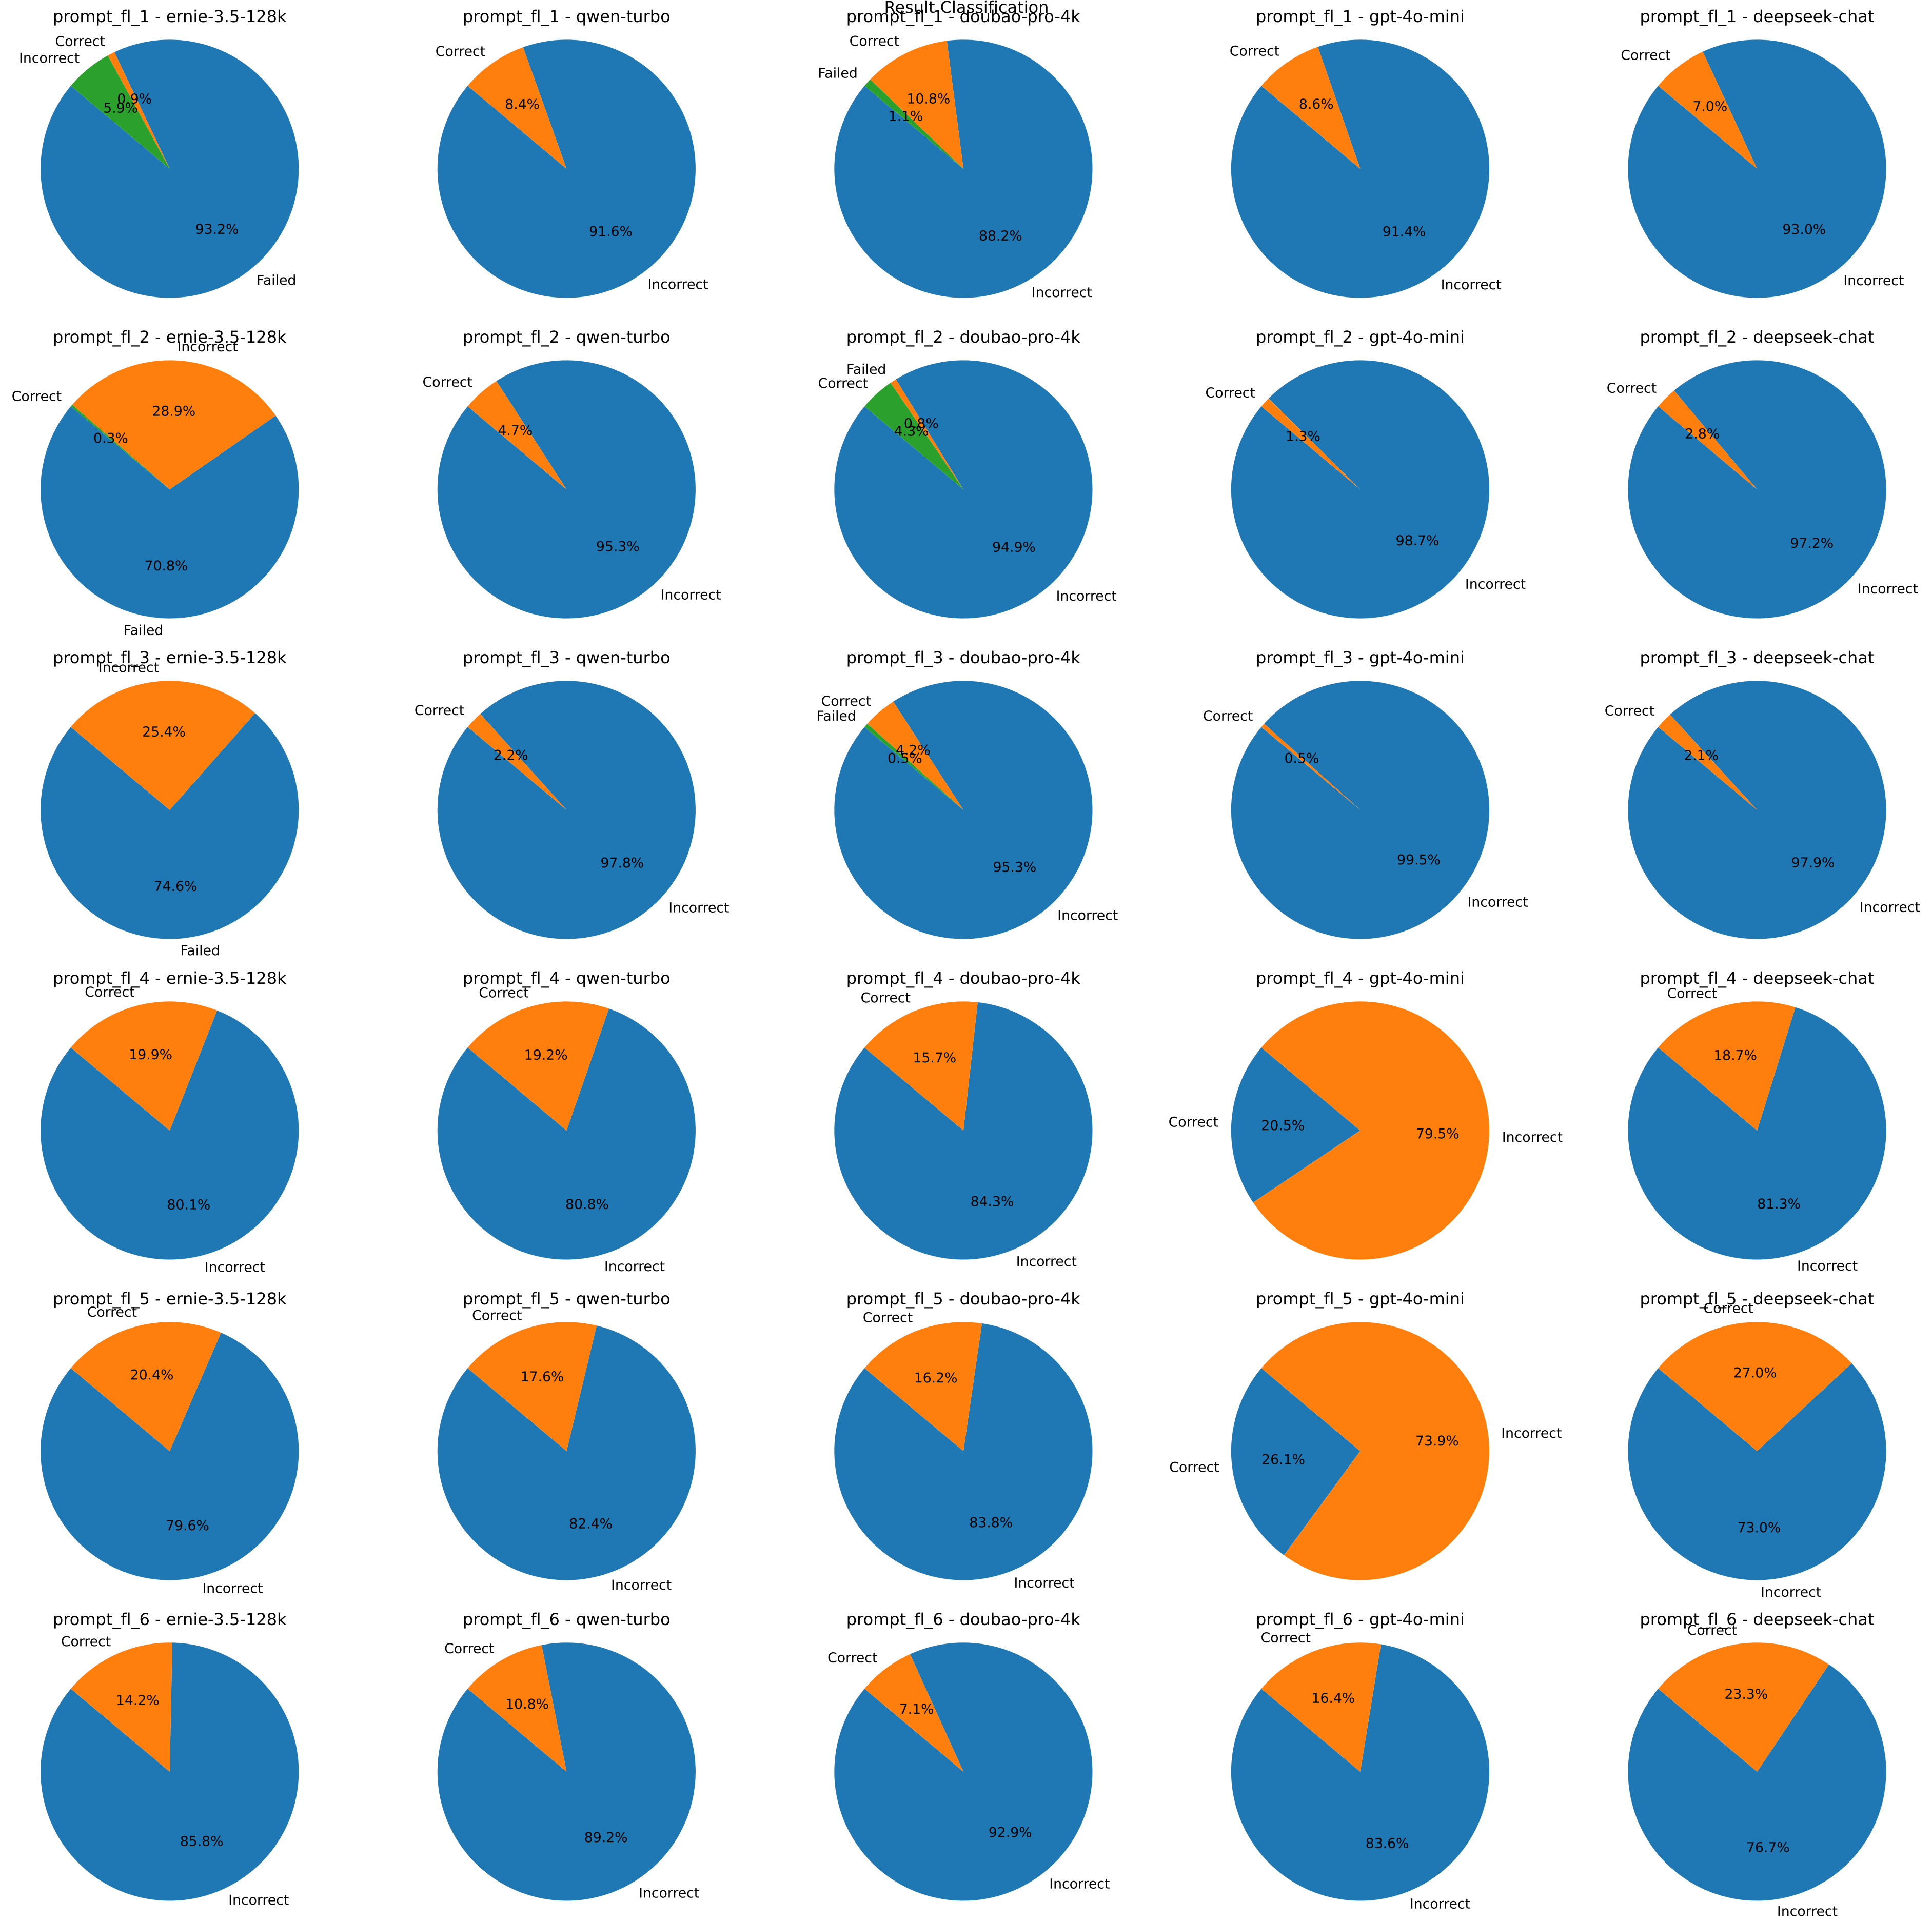 Result Classification
prompt_fl_1 - ernie-3.5-128k
Correct
Incorrect
0.9%
5.9%
93.2%
Failed
prompt_fl_1 - qwen-turbo
Correct
8.4%
91.6%
Incorrect
prompt_fl_1 - doubao-pro-4k
Correct
Failed
10.8%
1.1%
88.2%
Incorrect
prompt_fl_1 - gpt-4o-mini
Correct
8.6%
91.4%
Incorrect
prompt_fl_1 - deepseek-chat
Correct
7.0%
93.0%
Incorrect
prompt_fl_2 - ernie-3.5-128k
Incorrect
Correct
28.9%
0.3%
70.8%
Failed
prompt_fl_2 - qwen-turbo
Correct
4.7%
95.3%
Incorrect
prompt_fl_2 - doubao-pro-4k
Failed
Correct
0.8%
4.3%
94.9%
Incorrect
prompt_fl_2 - gpt-4o-mini
Correct
1.3%
98.7%
Incorrect
prompt_fl_2 - deepseek-chat
Correct
2.8%
97.2%
Incorrect
prompt_fl_3 - ernie-3.5-128k
Incorrect
25.4%
74.6%
Failed
prompt_fl_3 - qwen-turbo
Correct
2.2%
97.8%
Incorrect
prompt_fl_3 - doubao-pro-4k
Correct
Failed
4.2%
0.5%
95.3%
Incorrect
prompt_fl_3 - gpt-4o-mini
Correct
0.5%
99.5%
Incorrect
prompt_fl_3 - deepseek-chat
Correct
2.1%
97.9%
Incorrect
prompt_fl_4 - ernie-3.5-128k
Correct
19.9%
80.1%
Incorrect
prompt_fl_4 - qwen-turbo
Correct
19.2%
80.8%
Incorrect
prompt_fl_4 - doubao-pro-4k
Correct
15.7%
84.3%
Incorrect
prompt_fl_4 - gpt-4o-mini
Correct
20.5%
79.5%
Incorrect
prompt_fl_4 - deepseek-chat
Correct
18.7%
81.3%
Incorrect
prompt_fl_5 - ernie-3.5-128k
Correct
20.4%
79.6%
Incorrect
prompt_fl_5 - qwen-turbo
Correct
17.6%
82.4%
Incorrect
prompt_fl_5 - doubao-pro-4k
Correct
16.2%
83.8%
Incorrect
prompt_fl_5 - gpt-4o-mini
Correct
26.1%
73.9%
Incorrect
prompt_fl_5 - deepseek-chat
Correct
27.0%
73.0%
Incorrect
prompt_fl_6 - ernie-3.5-128k
Correct
14.2%
85.8%
Incorrect
prompt_fl_6 - qwen-turbo
Correct
10.8%
89.2%
Incorrect
prompt_fl_6 - doubao-pro-4k
Correct
7.1%
92.9%
Incorrect
prompt_fl_6 - gpt-4o-mini
Correct
16.4%
83.6%
Incorrect
prompt_fl_6 - deepseek-chat
Correct
23.3%
76.7%
Incorrect